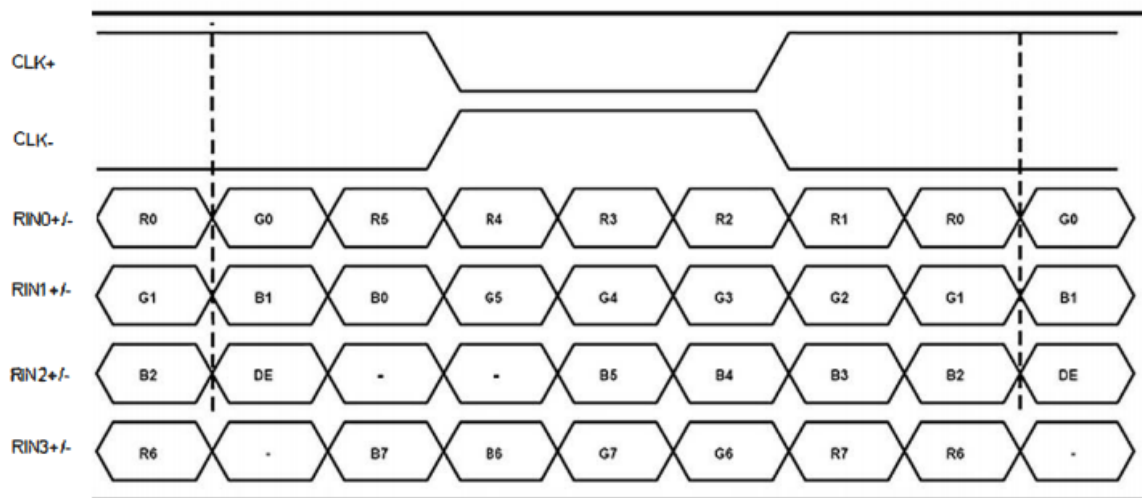 CLK+
CLK-
RIN0+/- R0 G0 R5 R4 R3 R2 R1 R0 G0
RIN1+/- G1 B1 B0 G5 G4 G3 G2 G1 B1
RIN2+/- B2 DE - - B5 B4 B3 B2 DE
RIN3+/- R6 - B7 B6 G7 G6 R7 R6 -